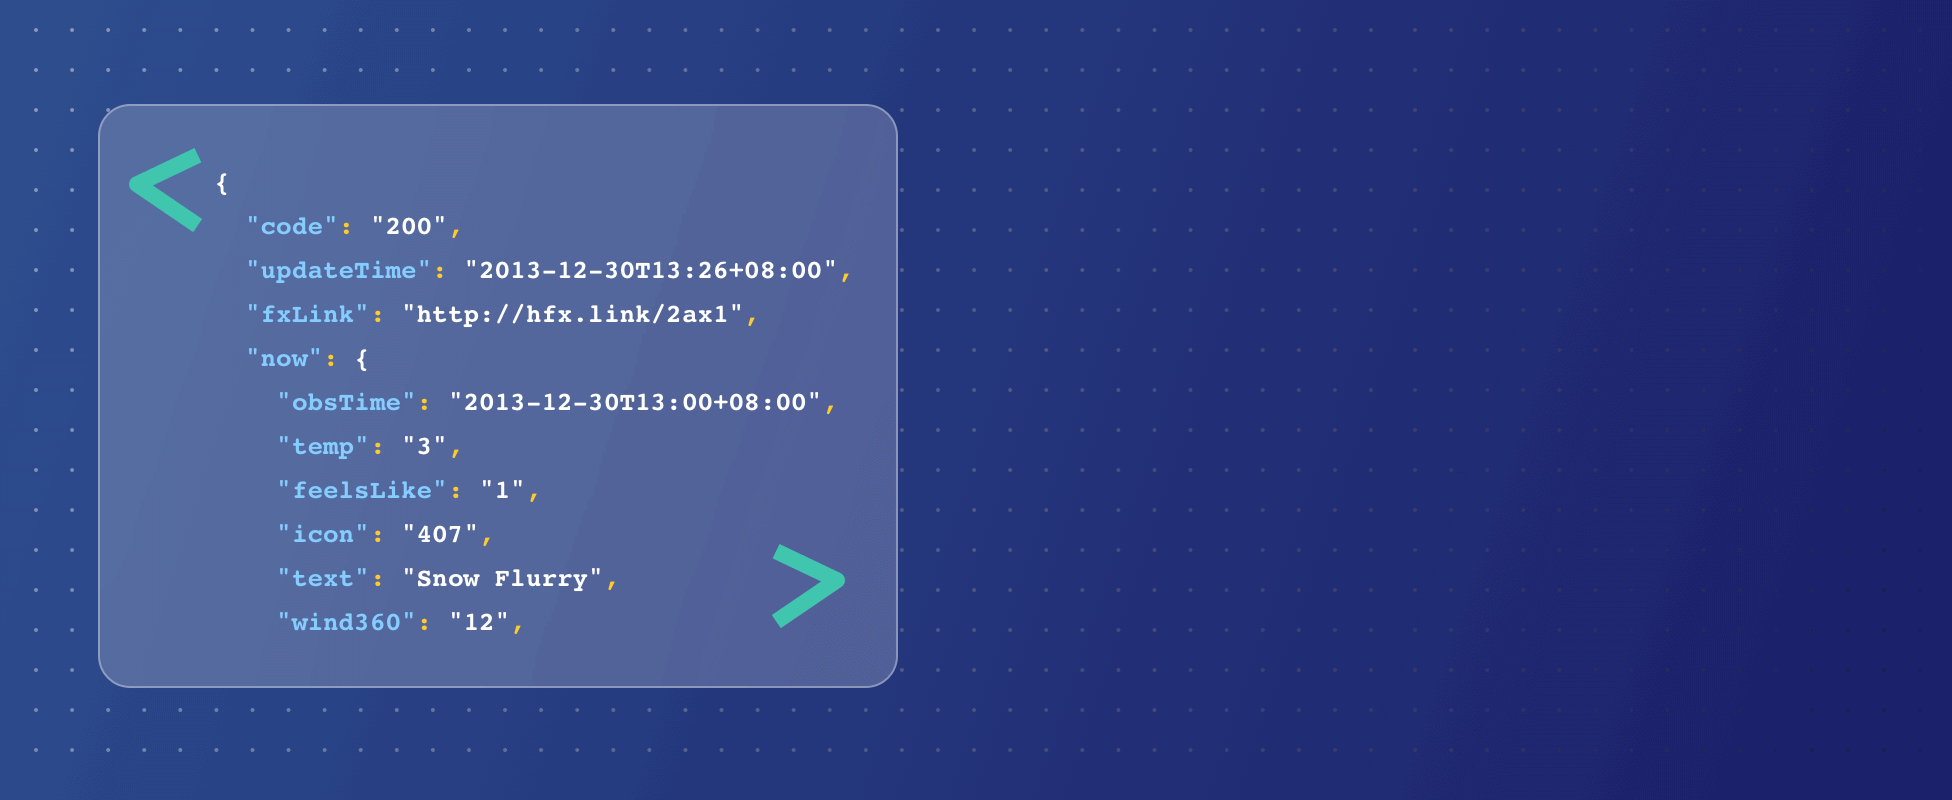 {
"code": "200",
"updateTime": "2013-12-30T13:26+08:00",
"fxLink": "http://hfx.link/2ax1",
"now": {
"obsTime": "2013-12-30T13:00+08:00",
"temp": "3",
"feelsLike": "1",
"icon": "407",
"text": "Snow Flurry",
"wind360": "12",